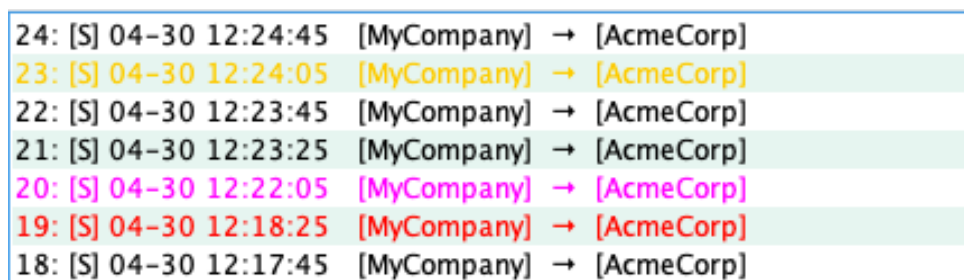 24: [S] 04-30 12:24:45 [MyCompany] → [AcmeCorp]
23: [S] 04-30 12:24:05 [MyCompany] → [AcmeCorp]
22: [S] 04-30 12:23:45 [MyCompany] → [AcmeCorp]
21: [S] 04-30 12:23:25 [MyCompany] → [AcmeCorp]
20: [S] 04-30 12:22:05 [MyCompany] → [AcmeCorp]
19: [S] 04-30 12:18:25 [MyCompany] → [AcmeCorp]
18: [S] 04-30 12:17:45 [MyCompany] → [AcmeCorp]